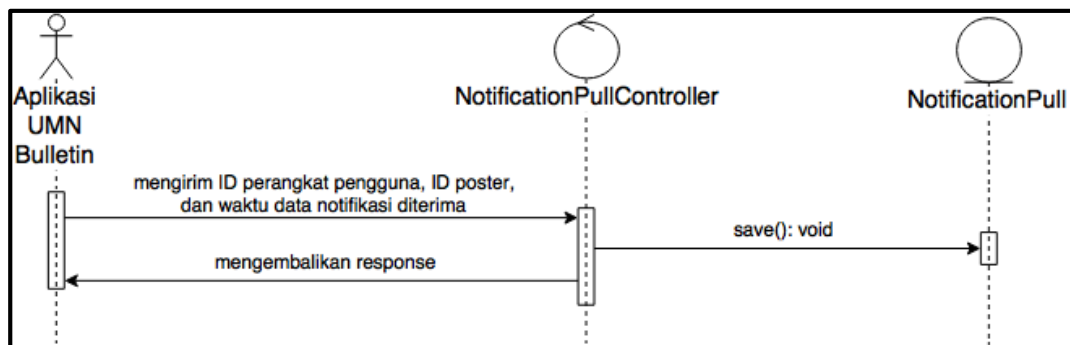 Aplikasi
UMN
Bulletin
NotificationPullController
NotificationPull
mengirim ID perangkat pengguna, ID poster,
dan waktu data notifikasi diterima
save(): void
mengembalikan response